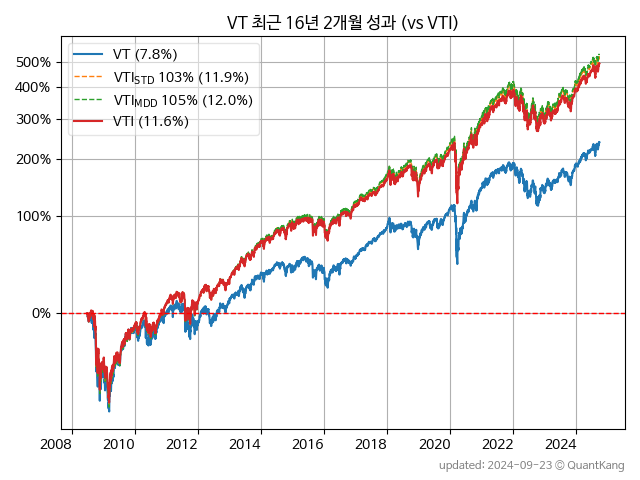 VT 최근 16년 2개월 성과 (vs VTI)
VT (7.8%)
VTI_STD 103% (11.9%)
VTI_MDD 105% (12.0%)
VTI (11.6%)
500%
400%
300%
200%
100%
0%
2008 2010 2012 2014 2016 2018 2020 2022 2024
updated: 2024-09-23 © QuantKang